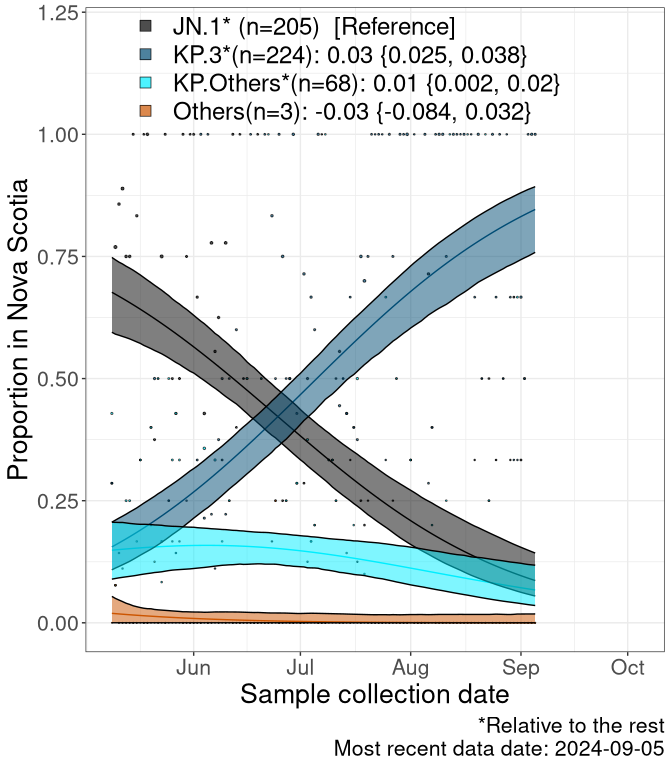 JN.1* (n=205)  [Reference]
KP.3*(n=224): 0.03 {0.025, 0.038}
KP.Others*(n=68): 0.01 {0.002, 0.02}
Others(n=3): -0.03 {-0.084, 0.032}
Proportion in Nova Scotia
1.25
1.00
0.75
0.50
0.25
0.00
Jun Jul Aug Sep Oct
Sample collection date
*Relative to the rest
Most recent data date: 2024-09-05